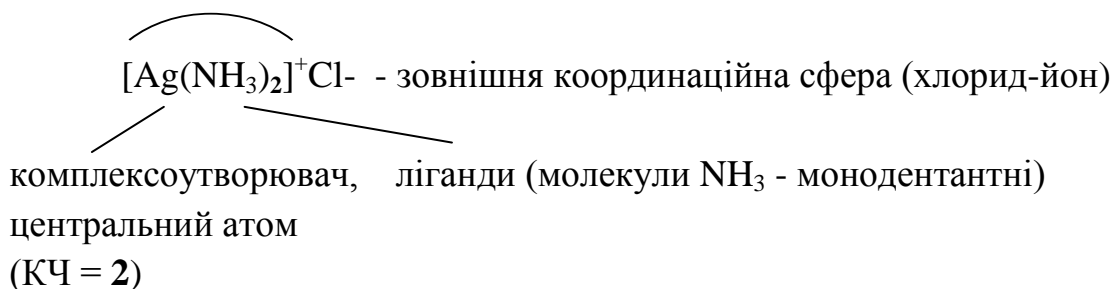 [Ag(NH₃)₂]⁺Cl- - зовнішня координаційна сфера (хлорид-йон)
комплексоутворювач, ліганди (молекули NH₃ - монодентантні)
центральний атом
(КЧ = 2)